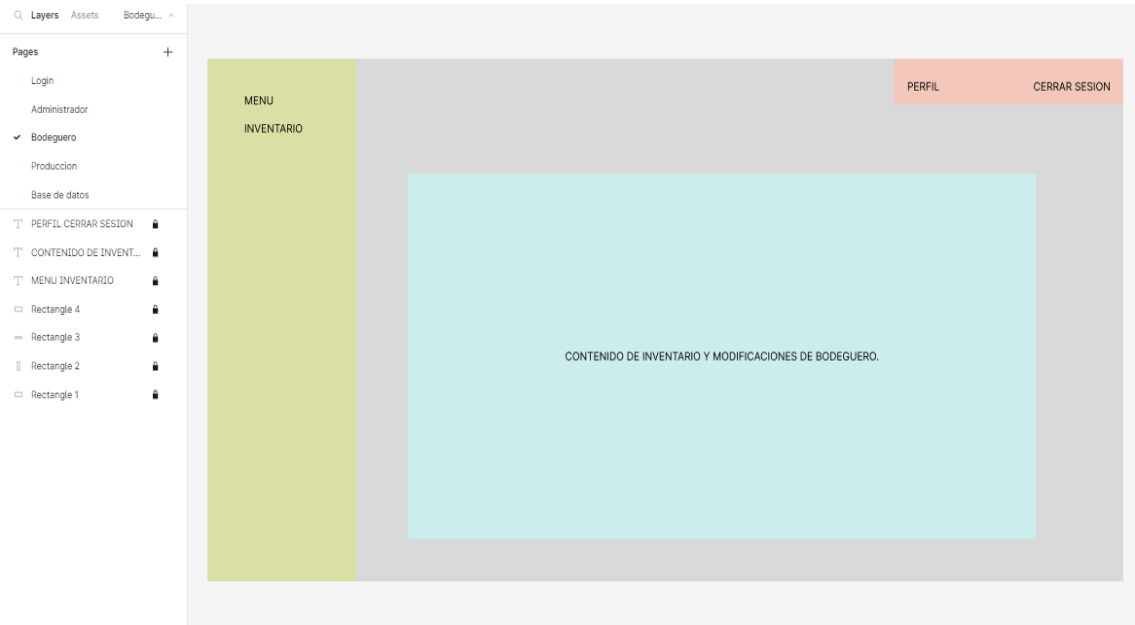 Layers Assets Bodegu...
Pages
Login
Administrador
Bodeguero
Produccion
Base de datos
PERFIL CERRAR SESION
CONTENIDO DE INVENT...
MENU INVENTARIO
Rectangle 4
Rectangle 3
Rectangle 2
Rectangle 1
MENU
INVENTARIO
PERFIL CERRAR SESION
CONTENIDO DE INVENTARIO Y MODIFICACIONES DE BODEGUERO.